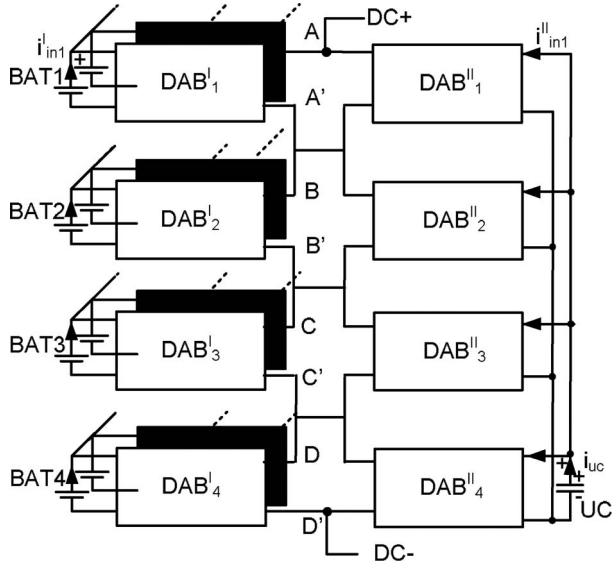 A DC+
i^I_in1 + i^II_in1
BAT1 DAB^I_1 DAB^II_1
A'
B
BAT2 DAB^I_2 DAB^II_2
B'
C
BAT3 DAB^I_3 DAB^II_3
C'
D
BAT4 DAB^I_4 DAB^II_4 + + i_uc
- UC
D'
DC-